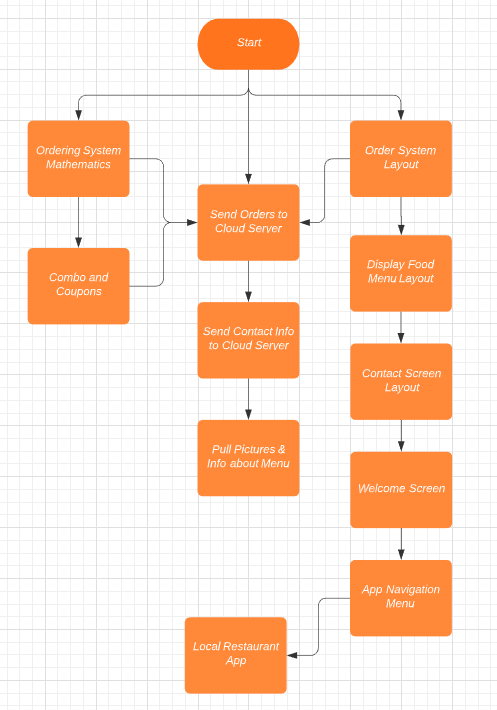 Start
Ordering System
Mathematics
Order System
Layout
Send Orders to
Cloud Server
Combo and
Coupons
Display Food
Menu Layout
Send Contact Info
to Cloud Server
Contact Screen
Layout
Pull Pictures &
Info about Menu
Welcome Screen
App Navigation
Menu
Local Restaurant
App